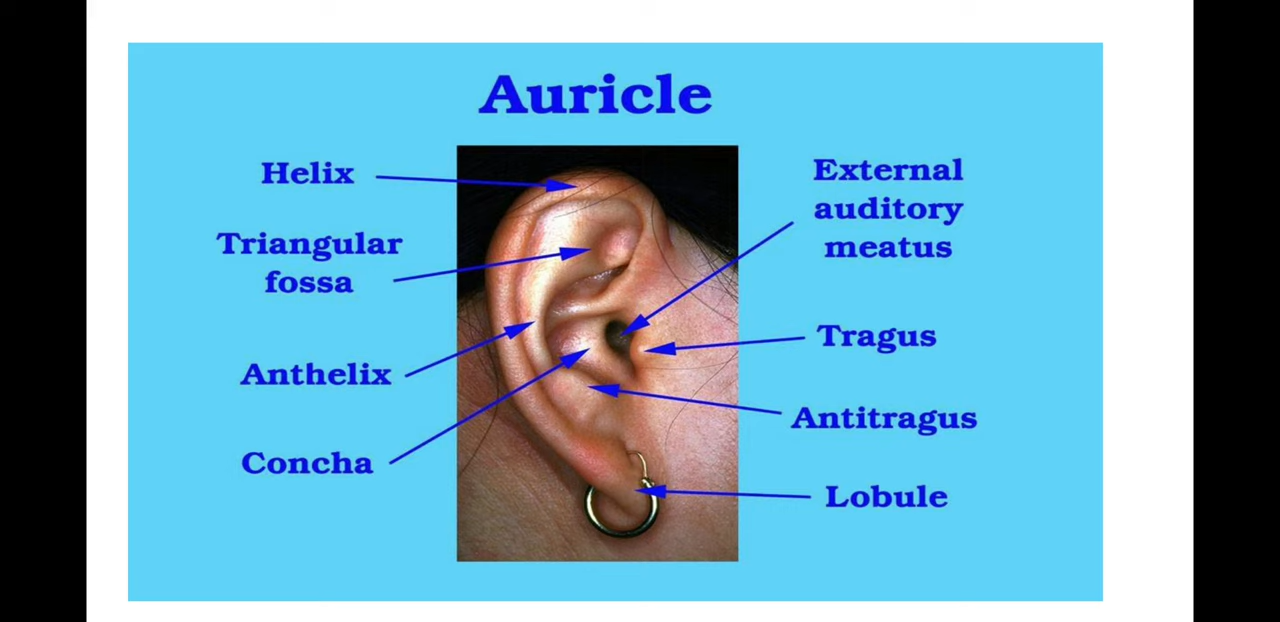 Auricle
Helix
Triangular
fossa
Anthelix
Concha
External
auditory
meatus
Tragus
Antitragus
Lobule